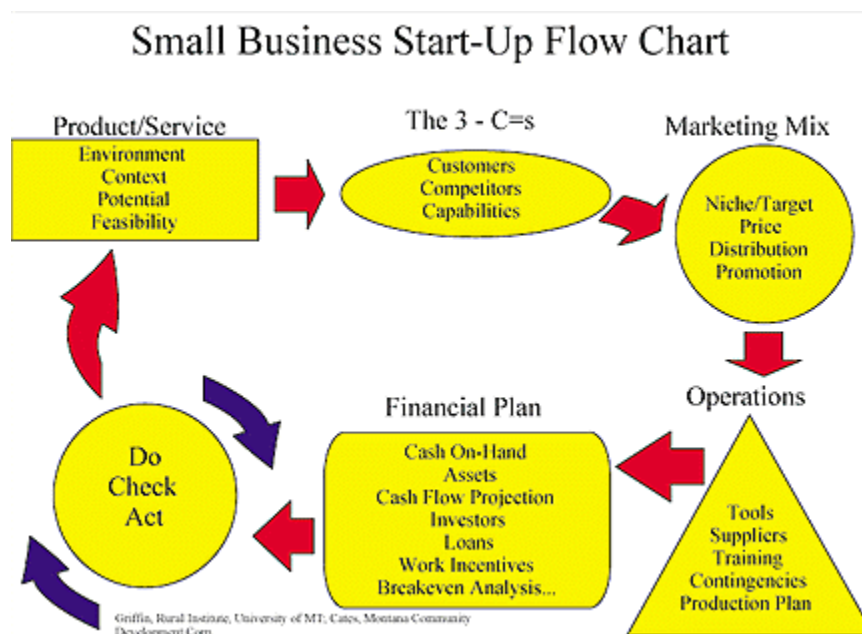 Small Business Start-Up Flow Chart
Product/Service
Environment
Context
Potential
Feasibility
The 3 - C=s
Customers
Competitors
Capabilities
Marketing Mix
Niche/Target
Price
Distribution
Promotion
Operations
Tools
Suppliers
Training
Contingencies
Production Plan
Financial Plan
Cash On-Hand
Assets
Cash Flow Projection
Investors
Loans
Work Incentives
Breakeven Analysis...
Do
Check
Act
Griffin, Rural Institute, University of MT; Cates, Montana Community
Development Corp